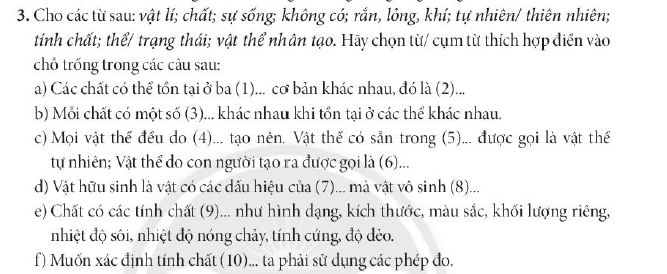 3. Cho các từ sau: vật lí; chất; sự sống; không có; rắn, lỏng, khí; tự nhiên/ thiên nhiên;
tính chất; thể/ trạng thái; vật thể nhân tạo. Hãy chọn từ/ cụm từ thích hợp điền vào
chỗ trống trong các câu sau:
a) Các chất có thể tồn tại ở ba (1)... cơ bản khác nhau, đó là (2)...
b) Mỗi chất có một số (3)... khác nhau khi tồn tại ở các thể khác nhau.
c) Mọi vật thể đều do (4)... tạo nên. Vật thể có sẵn trong (5)... được gọi là vật thể
tự nhiên; Vật thể do con người tạo ra được gọi là (6)...
d) Vật hữu sinh là vật có các dấu hiệu của (7)... mà vật vô sinh (8)...
e) Chất có các tính chất (9)... như hình dạng, kích thước, màu sắc, khối lượng riêng,
nhiệt độ sôi, nhiệt độ nóng chảy, tính cứng, độ dẻo.
f) Muốn xác định tính chất (10)... ta phải sử dụng các phép đo.